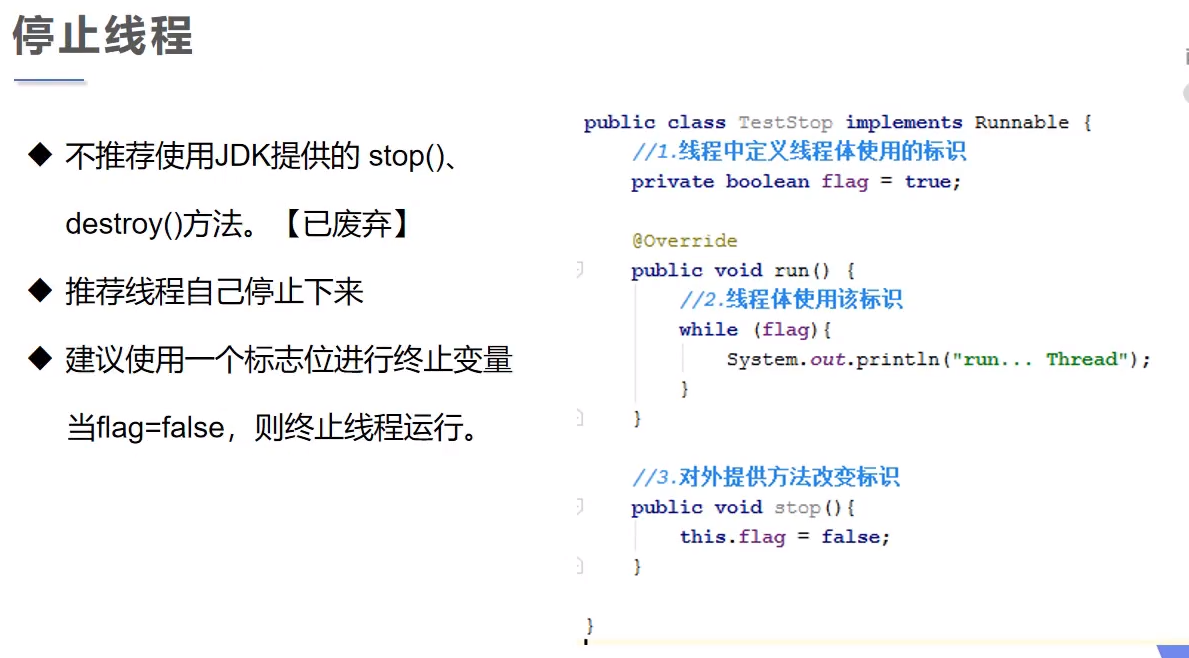 停止线程
◆ 不推荐使用JDK提供的 stop()、
destroy()方法。【已废弃】
◆ 推荐线程自己停止下来
◆ 建议使用一个标志位进行终止变量
当flag=false，则终止线程运行。
public class TestStop implements Runnable {
//1.线程中定义线程体使用的标识
private boolean flag = true;
@Override
public void run() {
//2.线程体使用该标识
while (flag){
System.out.println("run... Thread");
}
}
//3.对外提供方法改变标识
public void stop(){
this.flag = false;
}
}